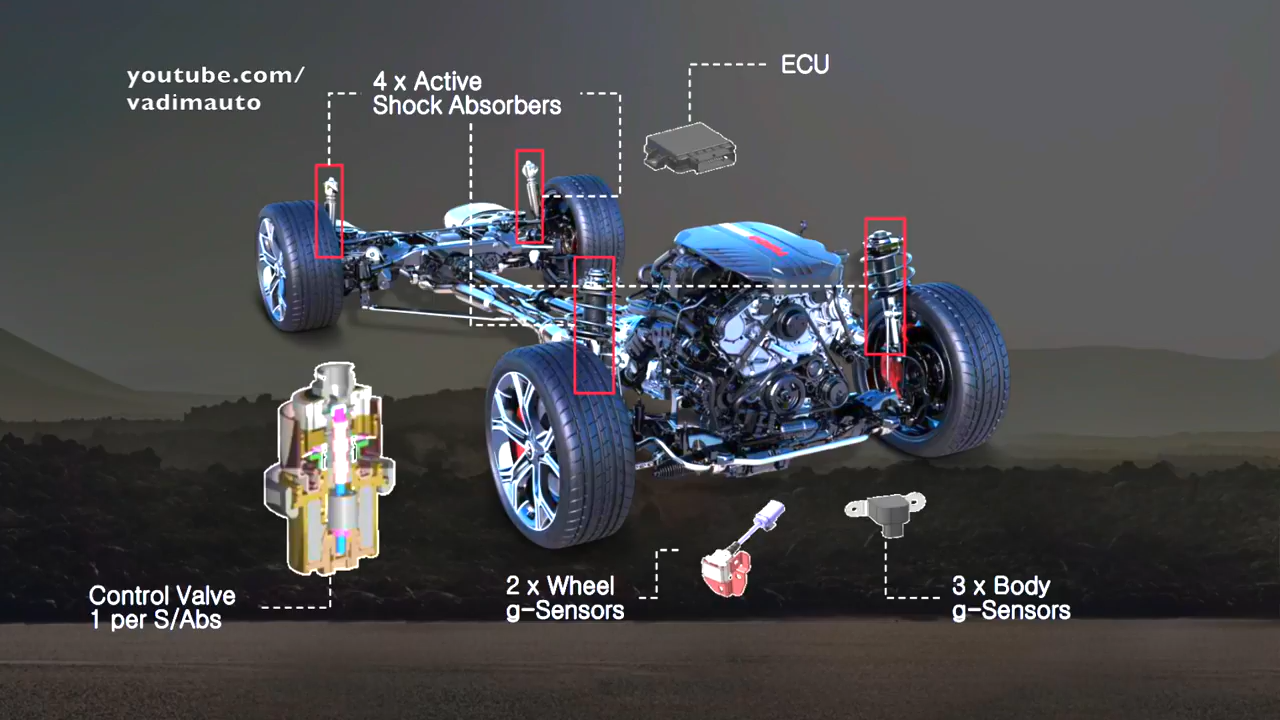 youtube.com/
vadimauto
4 x Active
Shock Absorbers
ECU
Control Valve
1 per S/Abs
2 x Wheel
g-Sensors
3 x Body
g-Sensors